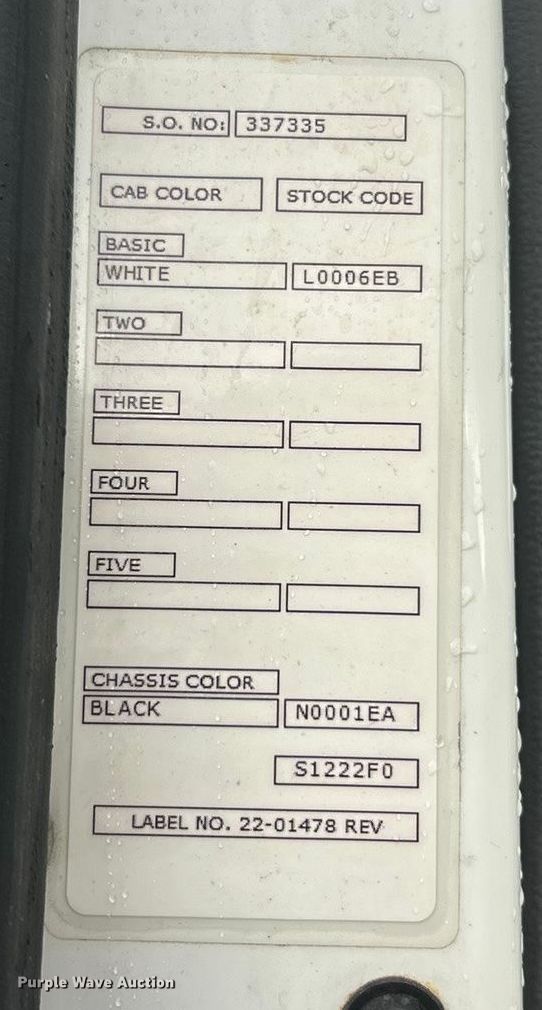 S.O. NO: 337335
CAB COLOR STOCK CODE
BASIC
WHITE L0006EB
TWO
THREE
FOUR
FIVE
CHASSIS COLOR
BLACK N0001EA
S1222F0
LABEL NO. 22-01478 REV
Purple Wave Auction